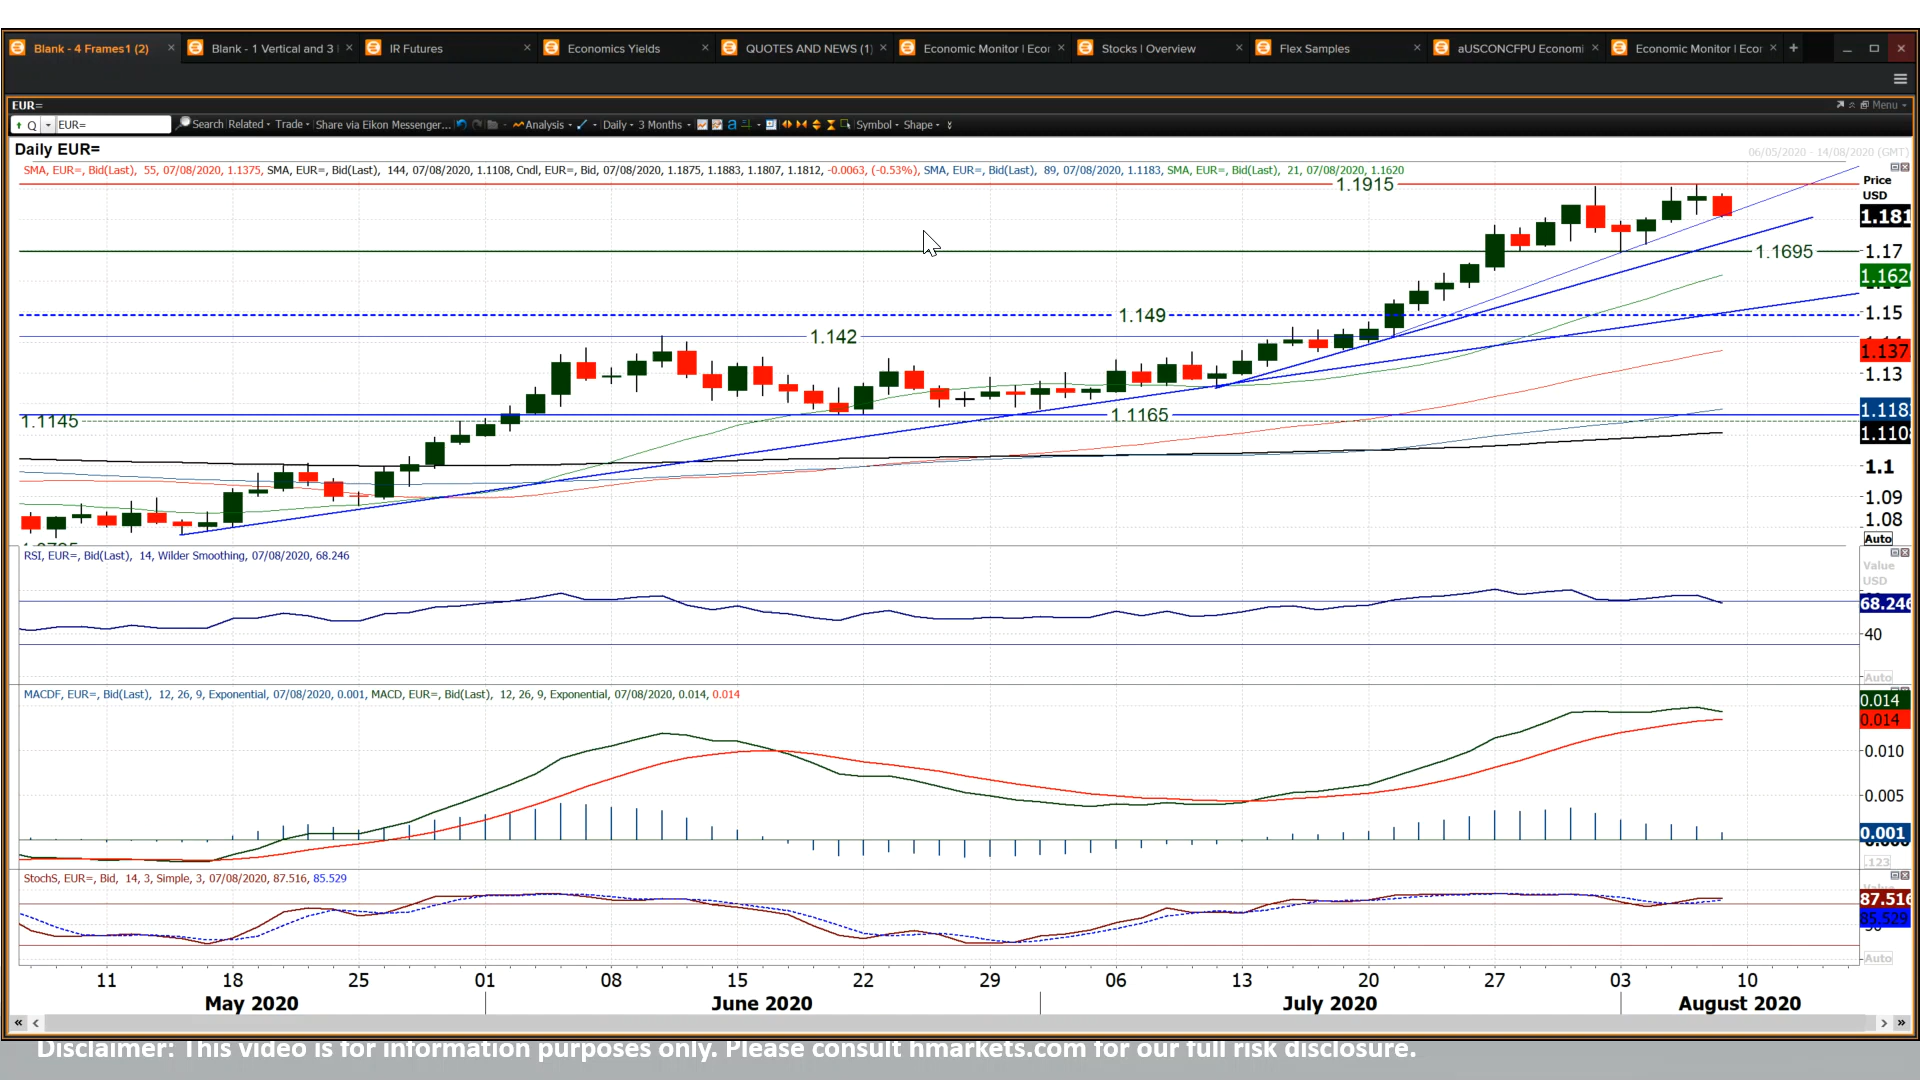 Blank - 4 Frames1 (2) Blank - 1 Vertical and 3 IR Futures Economics Yields QUOTES AND NEWS (1) Economic Monitor | Ecor Stocks | Overview Flex Samples aUSCONCFPU Economi Economic Monitor | Ecor
EUR=
Menu
Q EUR= Search Related Trade Share via Eikon Messenger... Analysis Daily 3 Months a Symbol Shape
Daily EUR=
06/05/2020 - 14/08/2020 (GMT)
SMA, EUR=, Bid(Last), 55, 07/08/2020, 1.1375, SMA, EUR=, Bid(Last), 144, 07/08/2020, 1.1108, Cndl, EUR=, Bid, 07/08/2020, 1.1875, 1.1883, 1.1807, 1.1812, -0.0063, (-0.53%), SMA, EUR=, Bid(Last), 89, 07/08/2020, 1.1183, SMA, EUR=, Bid(Last), 21, 07/08/2020, 1.1620
Price
USD
1.1915
1.181
1.1695
1.17
1.162
1.149
1.15
1.142
1.137
1.13
1.1145
1.1165
1.118
1.110
1.1
1.09
1.08
Auto
RSI, EUR=, Bid(Last), 14, Wilder Smoothing, 07/08/2020, 68.246
Value
USD
68.246
40
Auto
MACDF, EUR=, Bid(Last), 12, 26, 9, Exponential, 07/08/2020, 0.001, MACD, EUR=, Bid(Last), 12, 26, 9, Exponential, 07/08/2020, 0.014, 0.014
0.014
0.014
0.010
0.005
0.001
.123
StochS, EUR=, Bid, 14, 3, Simple, 3, 07/08/2020, 87.516, 85.529
87.516
85.529
Auto
11 18 25 01 08 15 22 29 06 13 20 27 03 10
May 2020 June 2020 July 2020 August 2020
Disclaimer: This video is for information purposes only. Please consult hmarkets.com for our full risk disclosure.